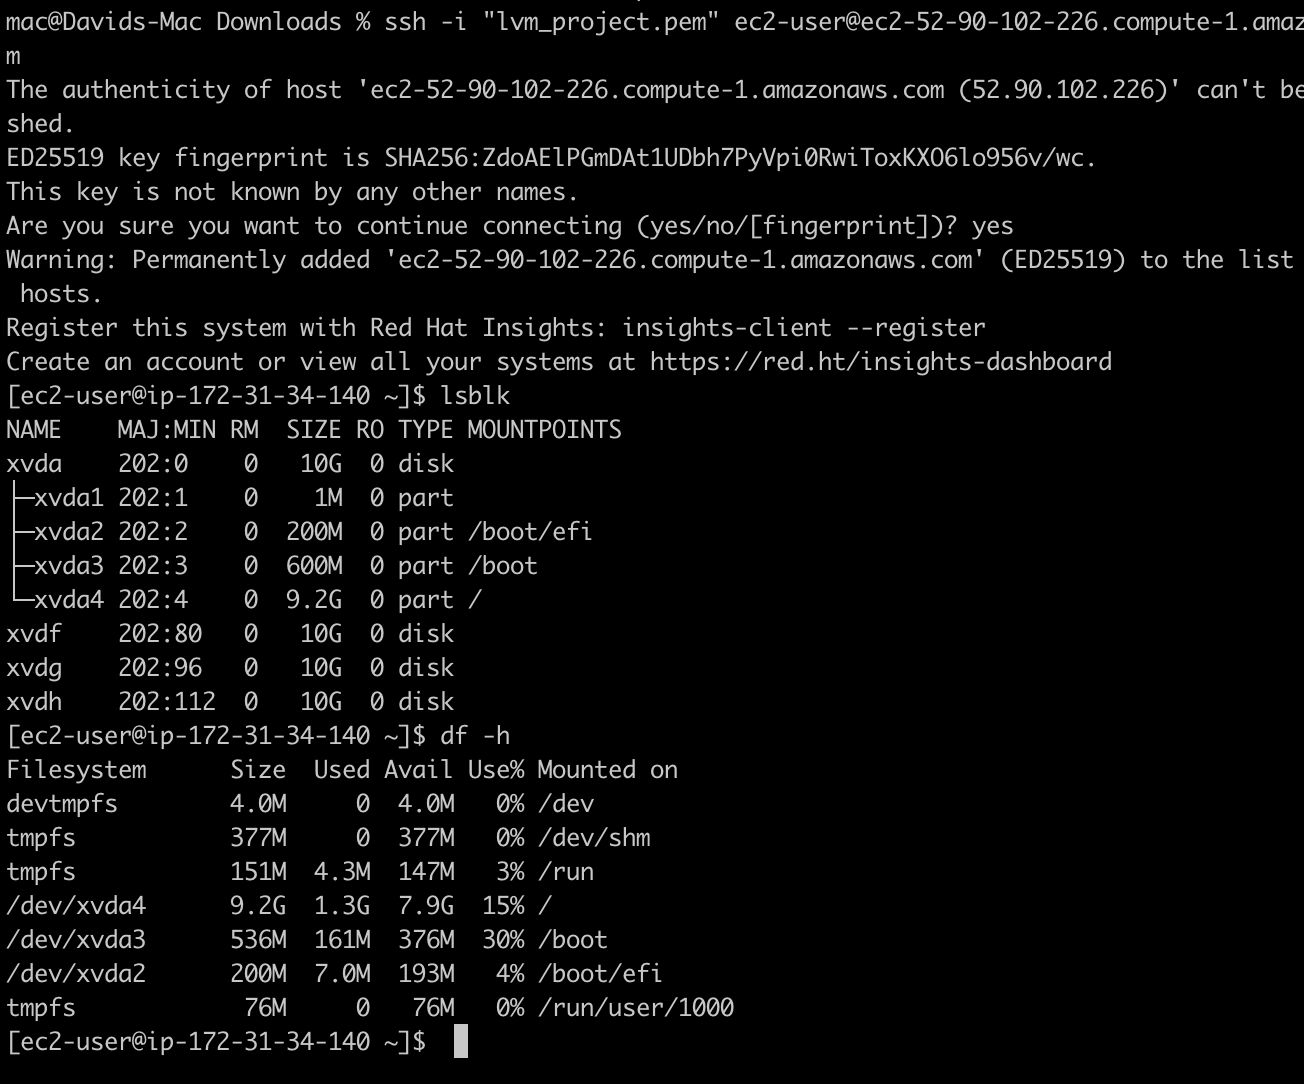 mac@Davids-Mac Downloads % ssh -i "lvm_project.pem" ec2-user@ec2-52-90-102-226.compute-1.amaz
m
The authenticity of host 'ec2-52-90-102-226.compute-1.amazonaws.com (52.90.102.226)' can't be
shed.
ED25519 key fingerprint is SHA256:ZdoAElPGmDAt1UDbh7PyVpi0RwiToxKXO6lo956v/wc.
This key is not known by any other names.
Are you sure you want to continue connecting (yes/no/[fingerprint])? yes
Warning: Permanently added 'ec2-52-90-102-226.compute-1.amazonaws.com' (ED25519) to the list
 hosts.
Register this system with Red Hat Insights: insights-client --register
Create an account or view all your systems at https://red.ht/insights-dashboard
[ec2-user@ip-172-31-34-140 ~]$ lsblk
NAME    MAJ:MIN RM  SIZE RO TYPE MOUNTPOINTS
xvda    202:0    0   10G  0 disk
├─xvda1 202:1    0    1M  0 part
├─xvda2 202:2    0  200M  0 part /boot/efi
├─xvda3 202:3    0  600M  0 part /boot
└─xvda4 202:4    0  9.2G  0 part /
xvdf    202:80   0   10G  0 disk
xvdg    202:96   0   10G  0 disk
xvdh    202:112  0   10G  0 disk
[ec2-user@ip-172-31-34-140 ~]$ df -h
Filesystem      Size  Used Avail Use% Mounted on
devtmpfs        4.0M     0  4.0M   0% /dev
tmpfs           377M     0  377M   0% /dev/shm
tmpfs           151M  4.3M  147M   3% /run
/dev/xvda4      9.2G  1.3G  7.9G  15% /
/dev/xvda3      536M  161M  376M  30% /boot
/dev/xvda2      200M  7.0M  193M   4% /boot/efi
tmpfs            76M     0   76M   0% /run/user/1000
[ec2-user@ip-172-31-34-140 ~]$